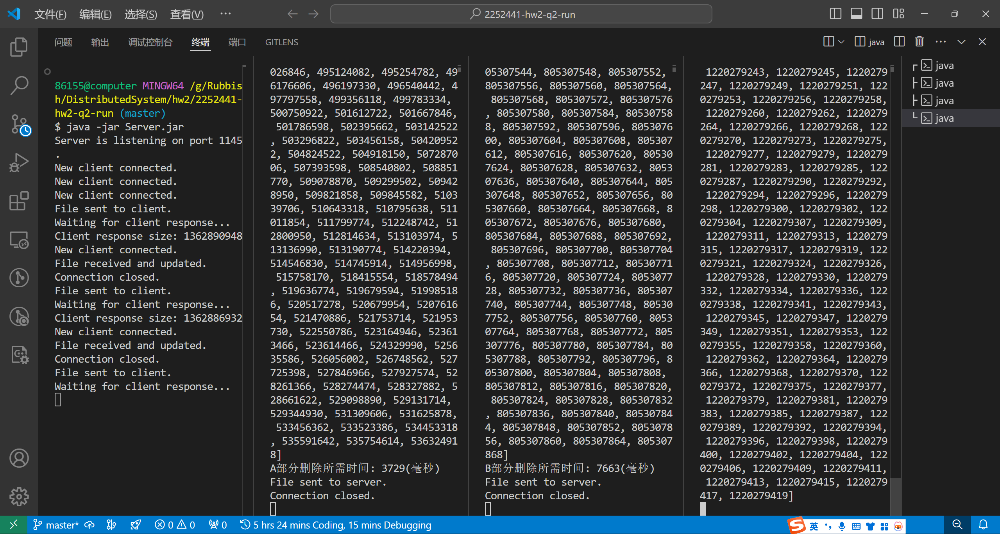 文件(F) 编辑(E) 选择(S) 查看(V) ··· 2252441-hw2-q2-run
问题 输出 调试控制台 终端 端口 GITLENS java
86155@computer MINGW64 /g/Rubbis
h/DistributedSystem/hw2/2252441-
hw2-q2-run (master)
$ java -jar Server.jar
Server is listening on port 1145
.
New client connected.
New client connected.
New client connected.
File sent to client.
Waiting for client response...
Client response size: 1362890948
New client connected.
File received and updated.
Connection closed.
File sent to client.
Waiting for client response...
Client response size: 1362886932
New client connected.
File received and updated.
Connection closed.
File sent to client.
Waiting for client response...
026846, 495124082, 495254782, 49
6176606, 496197330, 496540442, 4
97797558, 499356118, 499783334,
500750922, 501612722, 501667846,
501786598, 502395662, 503142522
, 503296822, 503456158, 50420952
2, 504824522, 504918150, 5072870
06, 507393598, 508540802, 508851
770, 509078870, 509299502, 50942
8950, 509821858, 509845582, 5103
39706, 510643318, 510795638, 511
011854, 511799774, 512248742, 51
2800950, 512814634, 513103974, 5
13136990, 513190774, 514220394,
514546830, 514745914, 514956998,
515758170, 518415554, 518578494
, 519636774, 519679594, 51998518
6, 520517278, 520679954, 5207616
54, 521470886, 521753714, 521953
730, 522550786, 523164946, 52361
3466, 523614466, 524329990, 5256
35586, 526056002, 526748562, 527
725398, 527846966, 527927574, 52
8261366, 528274474, 528327882, 5
28661622, 529098890, 529131714,
529344930, 531309606, 531625878,
533456362, 533523386, 534453318
, 535591642, 535754614, 53632491
8]
A部分删除所需时间: 3729(毫秒)
File sent to server.
Connection closed.
05307544, 805307548, 805307552,
805307556, 805307560, 805307564,
805307568, 805307572, 805307576
, 805307580, 805307584, 80530758
8, 805307592, 805307596, 8053076
00, 805307604, 805307608, 805307
612, 805307616, 805307620, 80530
7624, 805307628, 805307632, 8053
07636, 805307640, 805307644, 805
307648, 805307652, 805307656, 80
5307660, 805307664, 805307668, 8
05307672, 805307676, 805307680,
805307684, 805307688, 805307692,
805307696, 805307700, 805307704
, 805307708, 805307712, 80530771
6, 805307720, 805307724, 8053077
28, 805307732, 805307736, 805307
740, 805307744, 805307748, 80530
7752, 805307756, 805307760, 8053
07764, 805307768, 805307772, 805
307776, 805307780, 805307784, 80
5307788, 805307792, 805307796, 8
05307800, 805307804, 805307808,
805307812, 805307816, 805307820,
805307824, 805307828, 805307832
, 805307836, 805307840, 80530784
4, 805307848, 805307852, 8053078
56, 805307860, 805307864, 805307
868]
B部分删除所需时间: 7663(毫秒)
File sent to server.
Connection closed.
1220279243, 1220279245, 1220279
247, 1220279249, 1220279251, 122
0279253, 1220279256, 1220279258,
1220279260, 1220279262, 1220279
264, 1220279266, 1220279268, 122
0279270, 1220279273, 1220279275,
1220279277, 1220279279, 1220279
281, 1220279283, 1220279285, 122
0279287, 1220279290, 1220279292,
1220279294, 1220279296, 1220279
298, 1220279300, 1220279302, 122
0279304, 1220279307, 1220279309,
1220279311, 1220279313, 1220279
315, 1220279317, 1220279319, 122
0279321, 1220279324, 1220279326,
1220279328, 1220279330, 1220279
332, 1220279334, 1220279336, 122
0279338, 1220279341, 1220279343,
1220279345, 1220279347, 1220279
349, 1220279351, 1220279353, 122
0279355, 1220279358, 1220279360,
1220279362, 1220279364, 1220279
366, 1220279368, 1220279370, 122
0279372, 1220279375, 1220279377,
1220279379, 1220279381, 1220279
383, 1220279385, 1220279387, 122
0279389, 1220279392, 1220279394,
1220279396, 1220279398, 1220279
400, 1220279402, 1220279404, 122
0279406, 1220279409, 1220279411,
1220279413, 1220279415, 1220279
417, 1220279419]
java
java
java
java
master* 0 0 0 5 hrs 24 mins Coding, 15 mins Debugging 英